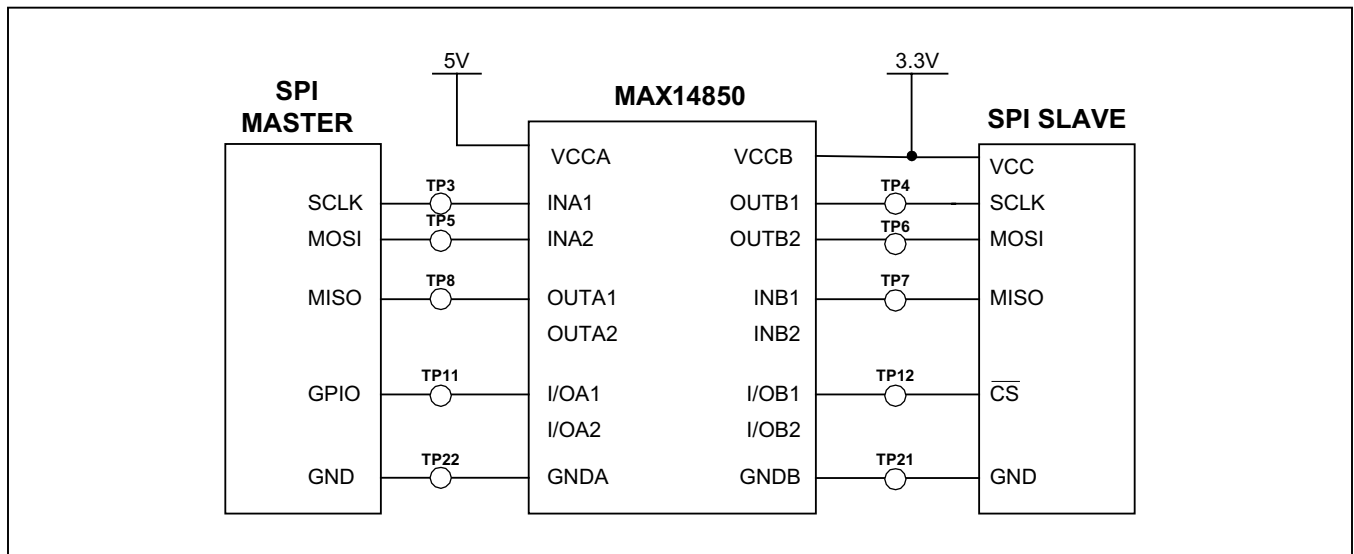 5V
3.3V
SPI
MASTER
MAX14850
SPI SLAVE
VCCA
VCCB
VCC
SCLK
TP3
INA1
OUTB1
TP4
SCLK
MOSI
TP5
INA2
OUTB2
TP6
MOSI
MISO
TP8
OUTA1
INB1
TP7
MISO
OUTA2
INB2
GPIO
TP11
I/OA1
I/OB1
TP12
CS
I/OA2
I/OB2
GND
TP22
GNDA
GNDB
TP21
GND